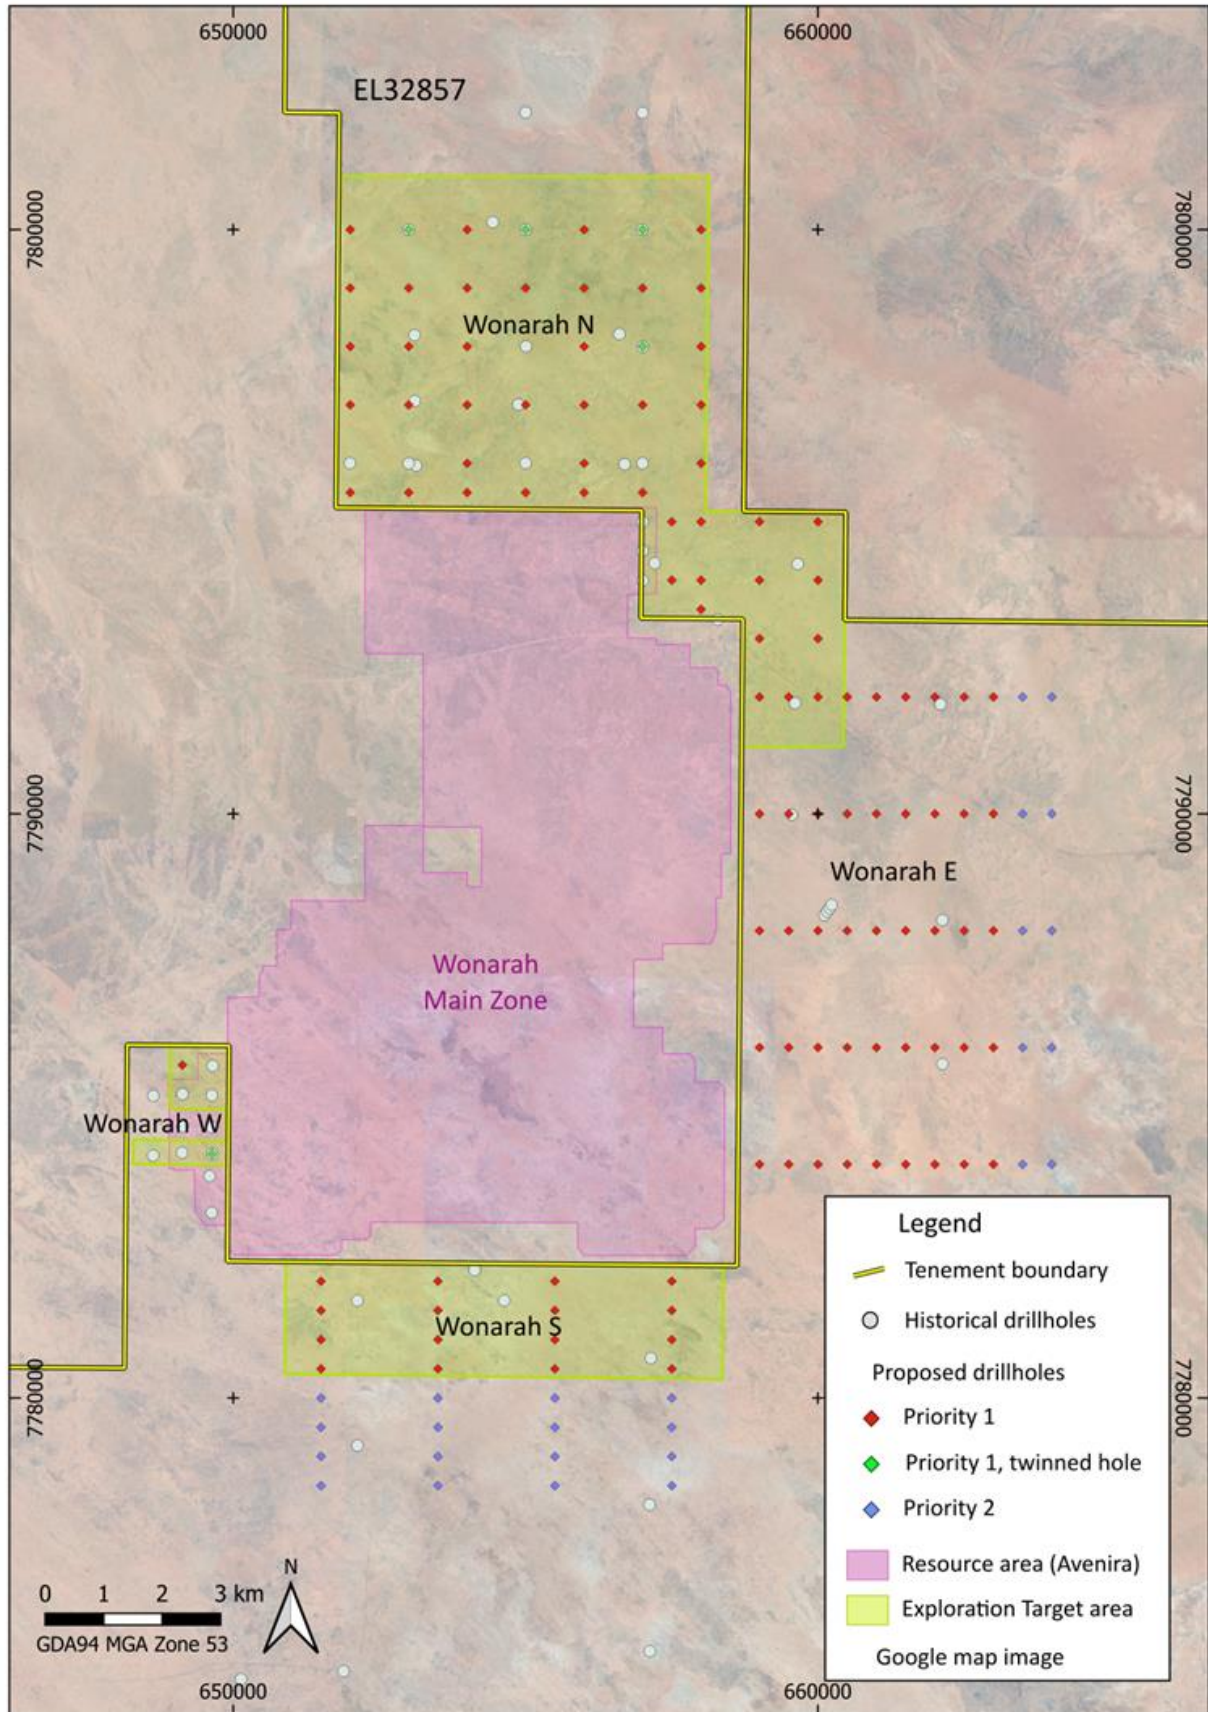 650000
660000
EL32857
7800000
7800000
Wonarah N
7790000
7790000
Wonarah E
Wonarah
Main Zone
Wonarah W
Wonarah S
7780000
7780000
Legend
Tenement boundary
Historical drillholes
Proposed drillholes
Priority 1
Priority 1, twinned hole
Priority 2
Resource area (Avenira)
Exploration Target area
Google map image
N
0 1 2 3 km
GDA94 MGA Zone 53
650000
660000